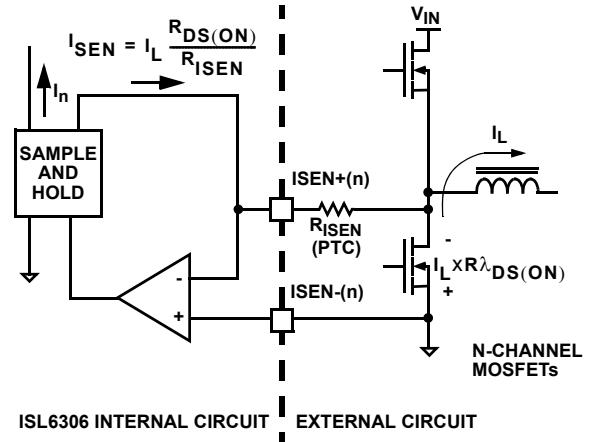 V_IN
I_SEN = I_L R_DS(ON) / R_ISEN
I_n
SAMPLE
AND
HOLD
I_L
ISEN+(n)
R_ISEN
(PTC)
-
I_L XRλ_DS(ON)
+
-
+
ISEN-(n)
N-CHANNEL
MOSFETs
ISL6306 INTERNAL CIRCUIT
EXTERNAL CIRCUIT